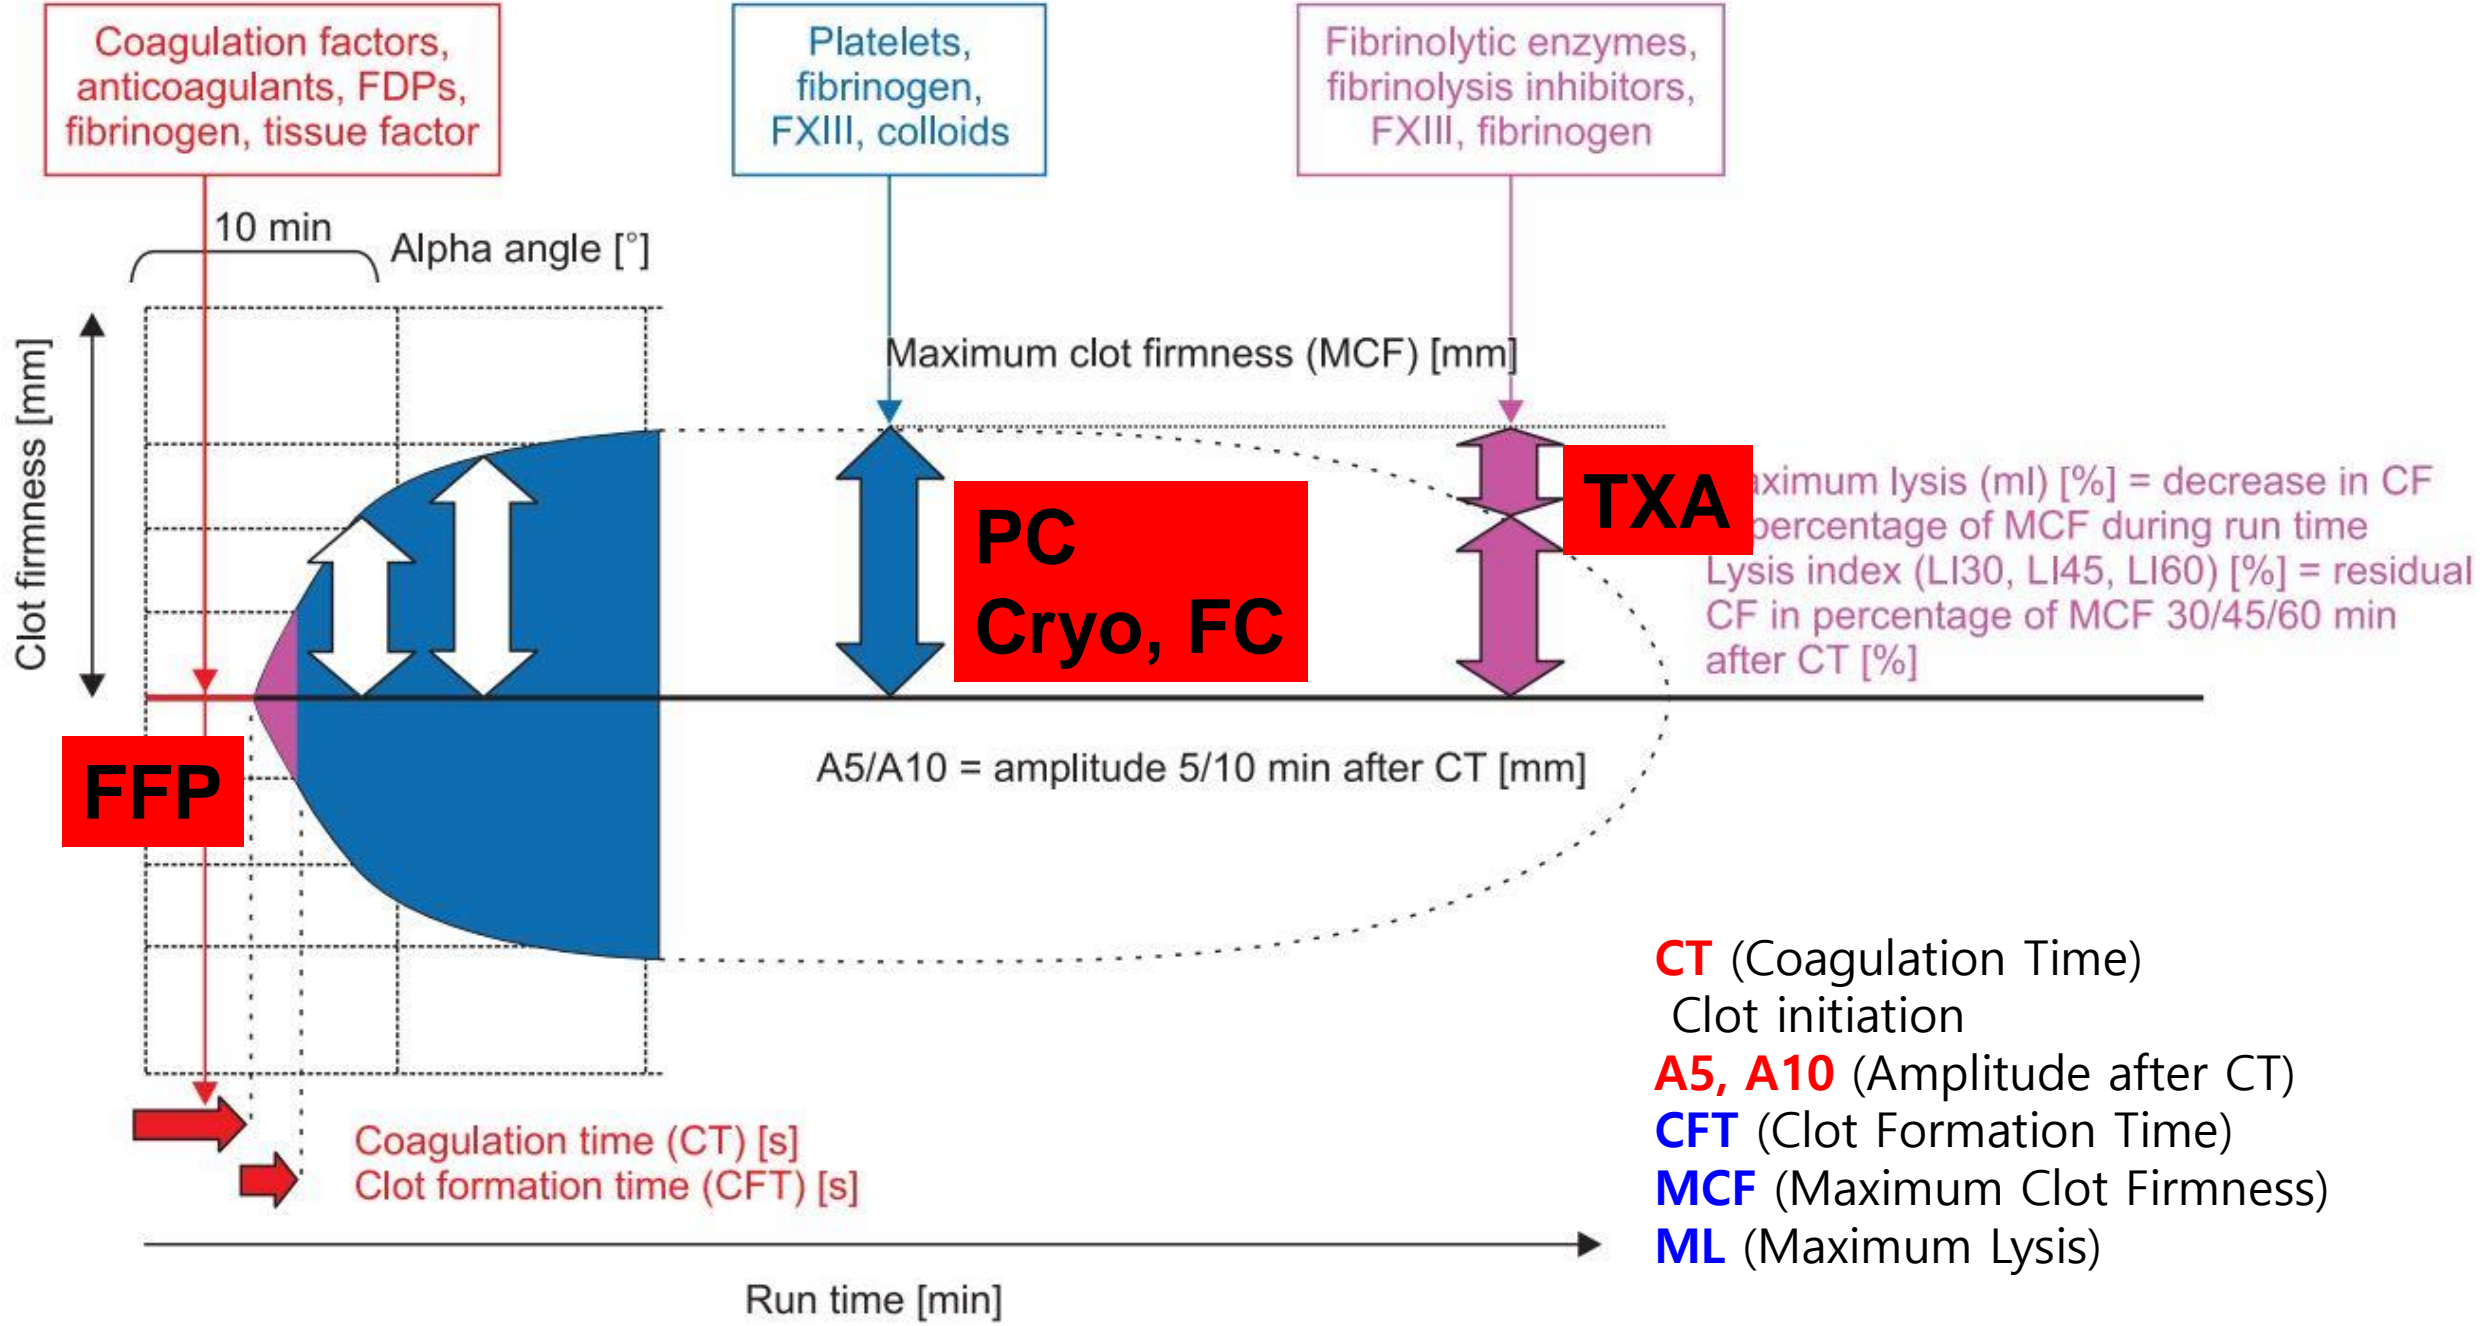 Coagulation factors,
anticoagulants, FDPs,
fibrinogen, tissue factor
Platelets,
fibrinogen,
FXIII, colloids
Fibrinolytic enzymes,
fibrinolysis inhibitors,
FXIII, fibrinogen
10 min
Alpha angle [°]
Clot firmness [mm]
Maximum clot firmness (MCF) [mm]
TXA
aximum lysis (ml) [%] = decrease in CF
percentage of MCF during run time
Lysis index (LI30, LI45, LI60) [%] = residual
CF in percentage of MCF 30/45/60 min
after CT [%]
PC
Cryo, FC
FFP
A5/A10 = amplitude 5/10 min after CT [mm]
Coagulation time (CT) [s]
Clot formation time (CFT) [s]
Run time [min]
CT (Coagulation Time)
Clot initiation
A5, A10 (Amplitude after CT)
CFT (Clot Formation Time)
MCF (Maximum Clot Firmness)
ML (Maximum Lysis)